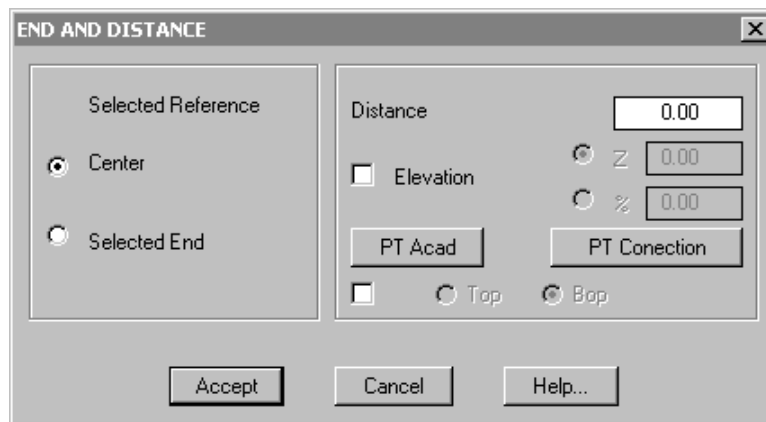 END AND DISTANCE
Selected Reference
Center
Selected End
Distance 0.00
Elevation
Z 0.00
% 0.00
PT Acad PT Conection
Top Bop
Accept Cancel Help...